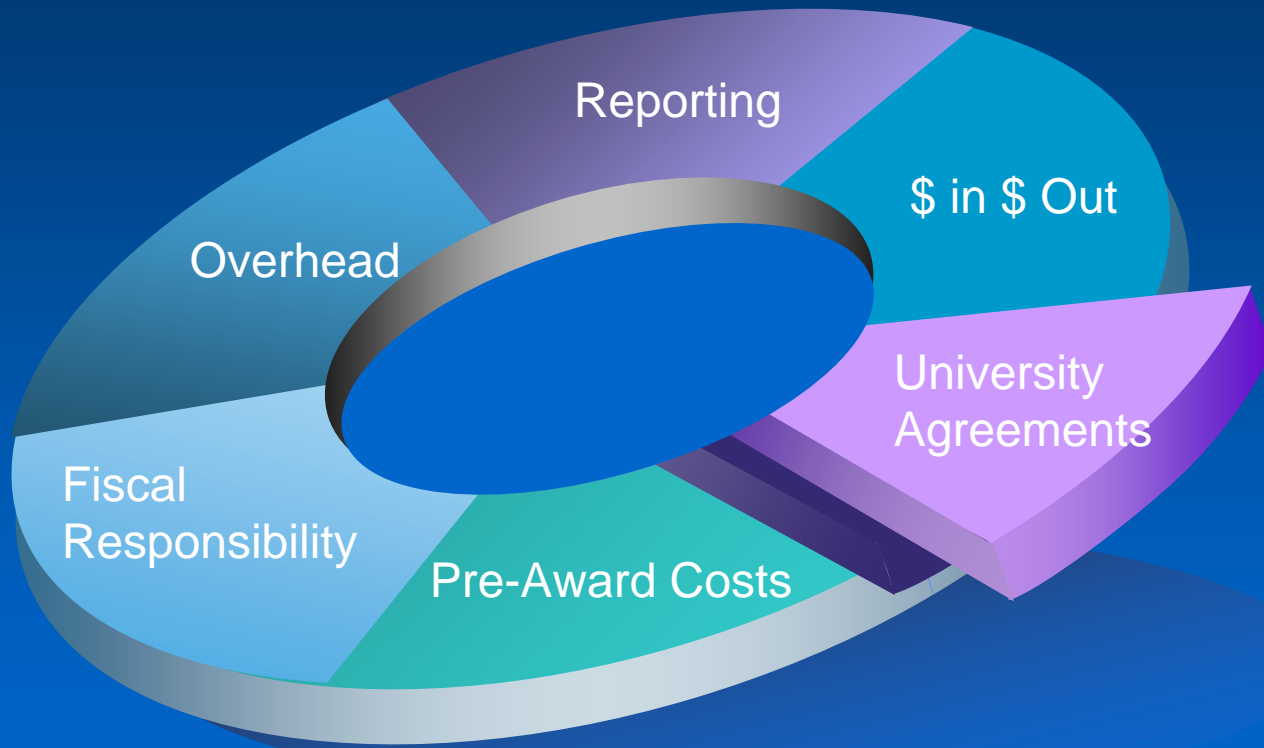 Reporting
$ in $ Out
Overhead
University
Agreements
Fiscal
Responsibility
Pre-Award Costs